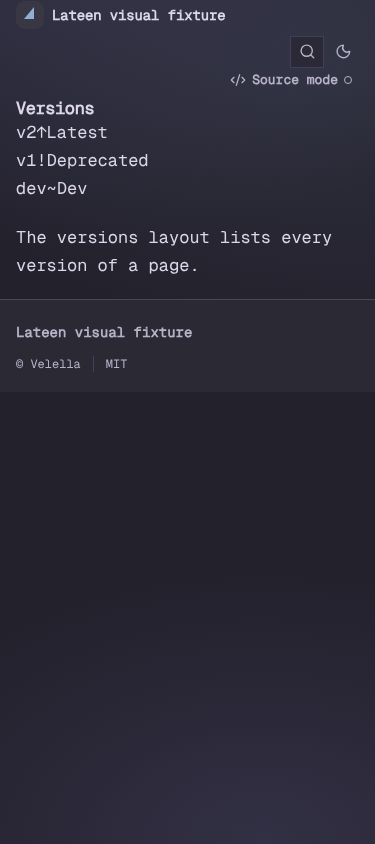 Lateen visual fixture
</> Source mode
Versions
v2↑Latest
v1!Deprecated
dev~Dev
The versions layout lists every
version of a page.
Lateen visual fixture
© Velella MIT